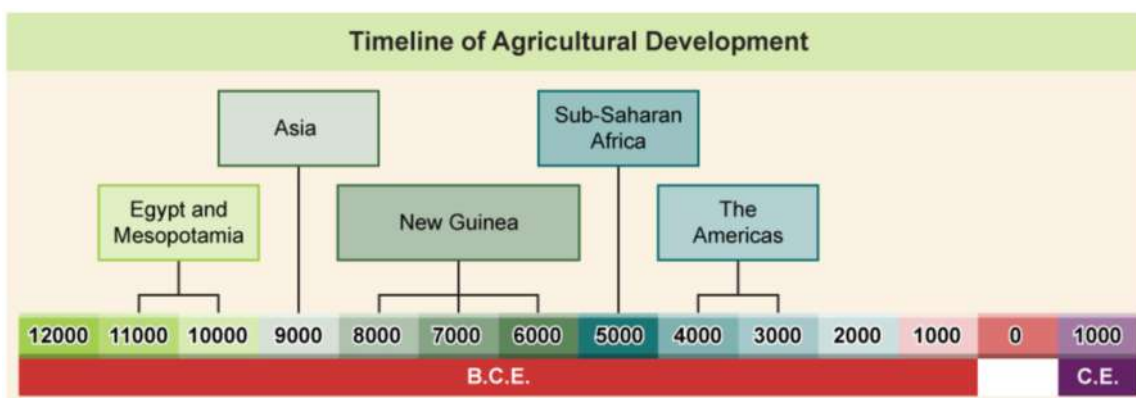 Timeline of Agricultural Development
Asia
Sub-Saharan
Africa
Egypt and
Mesopotamia
New Guinea
The
Americas
12000 11000 10000 9000 8000 7000 6000 5000 4000 3000 2000 1000 0 1000
B.C.E. C.E.